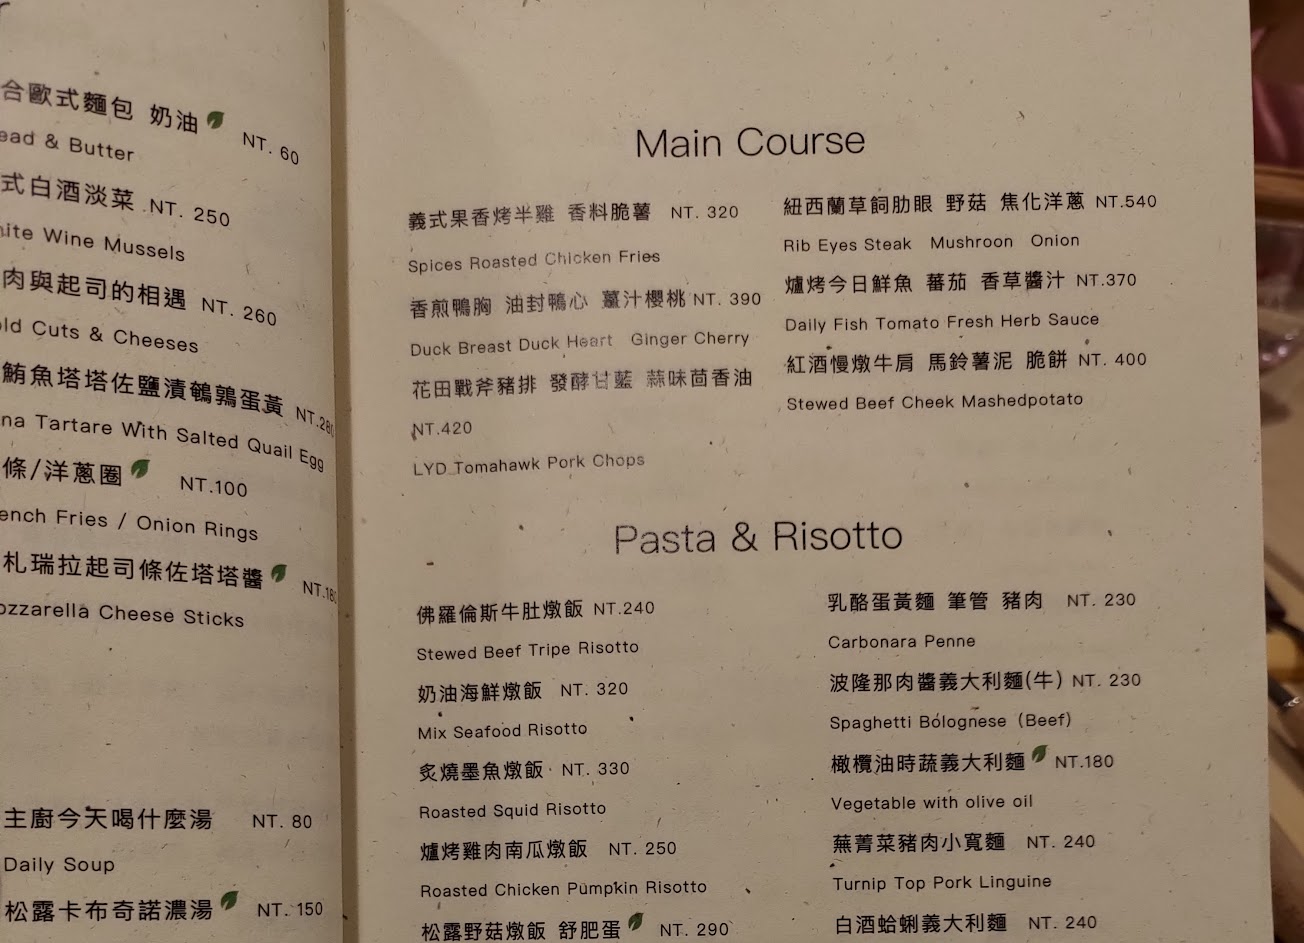 合歐式麵包 奶油 NT. 60
& Butter
式白酒淡菜 NT. 250
Wine Mussels
肉與起司的相遇 NT. 260
Cuts & Cheeses
鮪魚塔塔佐鹽漬鵪鶉蛋黃
Tartare With Salted Quail Egg
條/洋蔥圈 NT.100
Fries / Onion Rings
札瑞拉起司條佐塔塔醬
Cheese Sticks
主廚今天喝什麼湯 NT. 80
Daily Soup
松露卡布奇諾濃湯 NT. 150
Main Course
義式果香烤半雞 香料脆薯 NT. 320
Spices Roasted Chicken Fries
香煎鴨胸 油封鴨心 薑汁櫻桃 NT. 390
Duck Breast Duck Heart Ginger Cherry
花田戰斧豬排 發酵甘藍 蒜味茴香油
NT.420
LYD Tomahawk Pork Chops
紐西蘭草飼肋眼 野菇 焦化洋蔥 NT.540
Rib Eyes Steak Mushroon Onion
爐烤今日鮮魚 蕃茄 香草醬汁 NT.370
Daily Fish Tomato Fresh Herb Sauce
紅酒慢燉牛肩 馬鈴薯泥 脆餅 NT. 400
Stewed Beef Cheek Mashedpotato
Pasta & Risotto
佛羅倫斯牛肚燉飯 NT.240
Stewed Beef Tripe Risotto
奶油海鮮燉飯 NT. 320
Mix Seafood Risotto
炙燒墨魚燉飯 NT. 330
Roasted Squid Risotto
爐烤雞肉南瓜燉飯 NT. 250
Roasted Chicken Pumpkin Risotto
松露野菇燉飯 舒肥蛋 NT. 290
乳酪蛋黃麵 筆管 豬肉 NT. 230
Carbonara Penne
波隆那肉醬義大利麵(牛) NT. 230
Spaghetti Bolognese (Beef)
橄欖油時蔬義大利麵 NT.180
Vegetable with olive oil
蕪菁菜豬肉小寬麵 NT. 240
Turnip Top Pork Linguine
白酒蛤蜊義大利麵 NT. 240